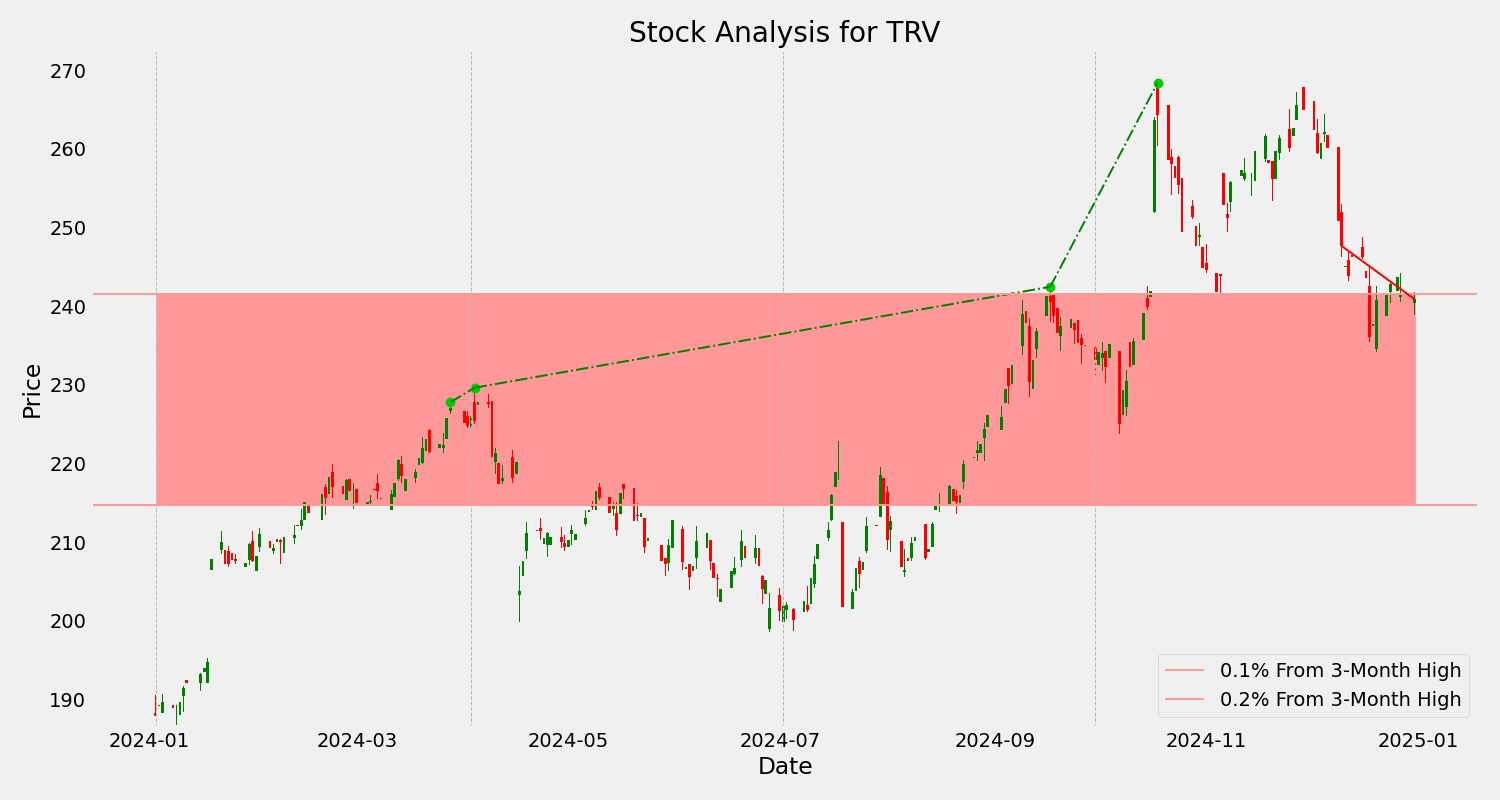 Stock Analysis for TRV
270
260
250
240
230
220
210
200
190
Price
0.1% From 3-Month High
0.2% From 3-Month High
2024-01 2024-03 2024-05 2024-07 2024-09 2024-11 2025-01
Date